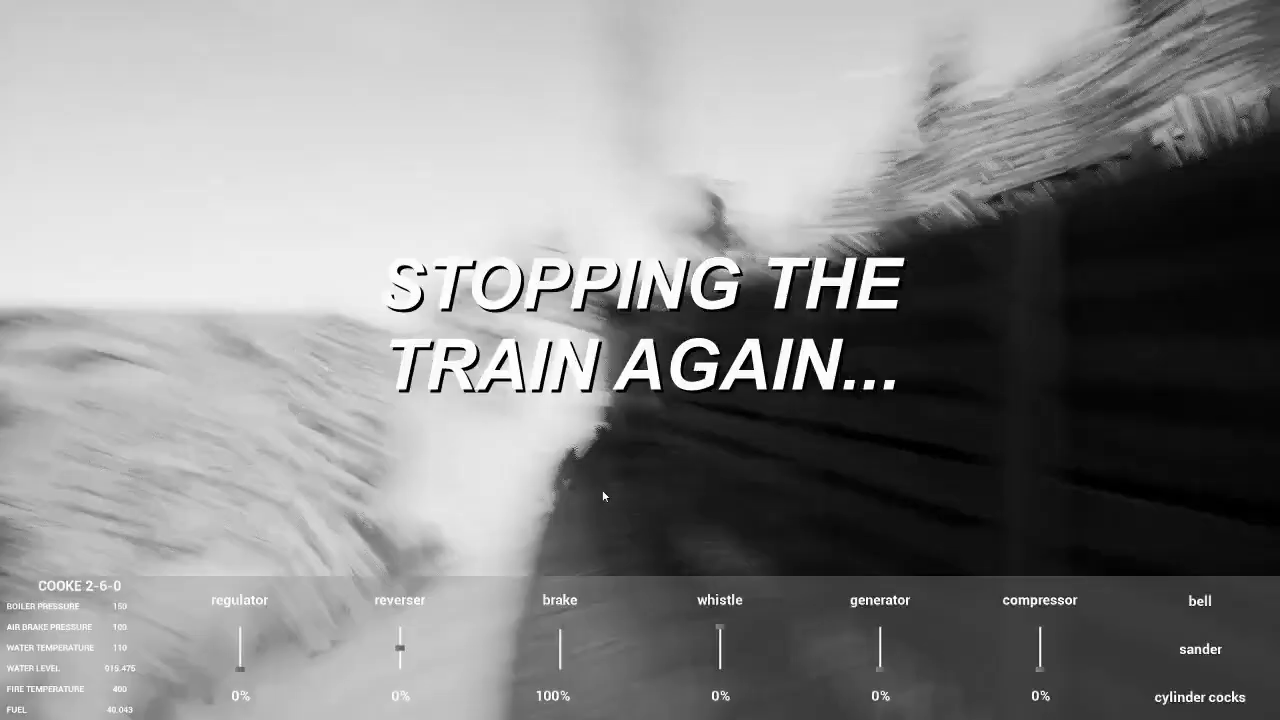 STOPPING THE
TRAIN AGAIN...
COOKE 2-6-0
BOILER PRESSURE 150
AIR BRAKE PRESSURE 100
WATER TEMPERATURE 110
WATER LEVEL 915.475
FIRE TEMPERATURE 400
FUEL 40.043
regulator reverser brake whistle generator compressor bell
sander
0% 0% 100% 0% 0% 0% cylinder cocks